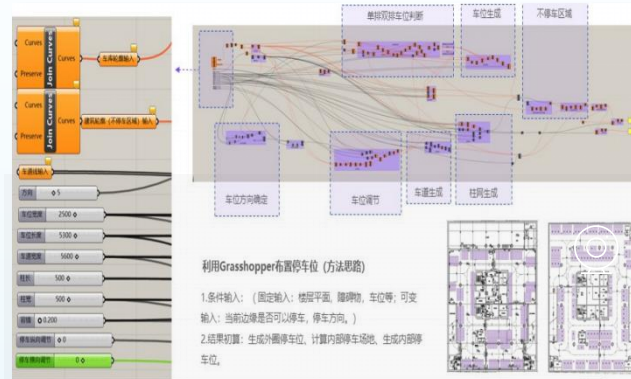 Curves
Preserve
Join Curves
Curves
车库轮廓输入
Curves
Preserve
Join Curves
Curves
建筑轮廓（不停车区域）输入
车道线输入
方向 5
车位宽度 2500
车位长度 5300
车道宽度 5600
柱长 500
柱宽 500
0.200
停车纵向调节 0
停车横向调节 0
单排双排车位判断
车位生成
不停车区域
车位方向确定
车位调节
车道生成
柱网生成
利用Grasshopper布置停车位（方法思路）
1.条件输入：（固定输入：楼层平面，障碍物，车位等；可变
输入：当前边缘是否可以停车，停车方向。）
2.结果初算：生成外圈停车位，计算内部停车场地，生成内部停
车位。